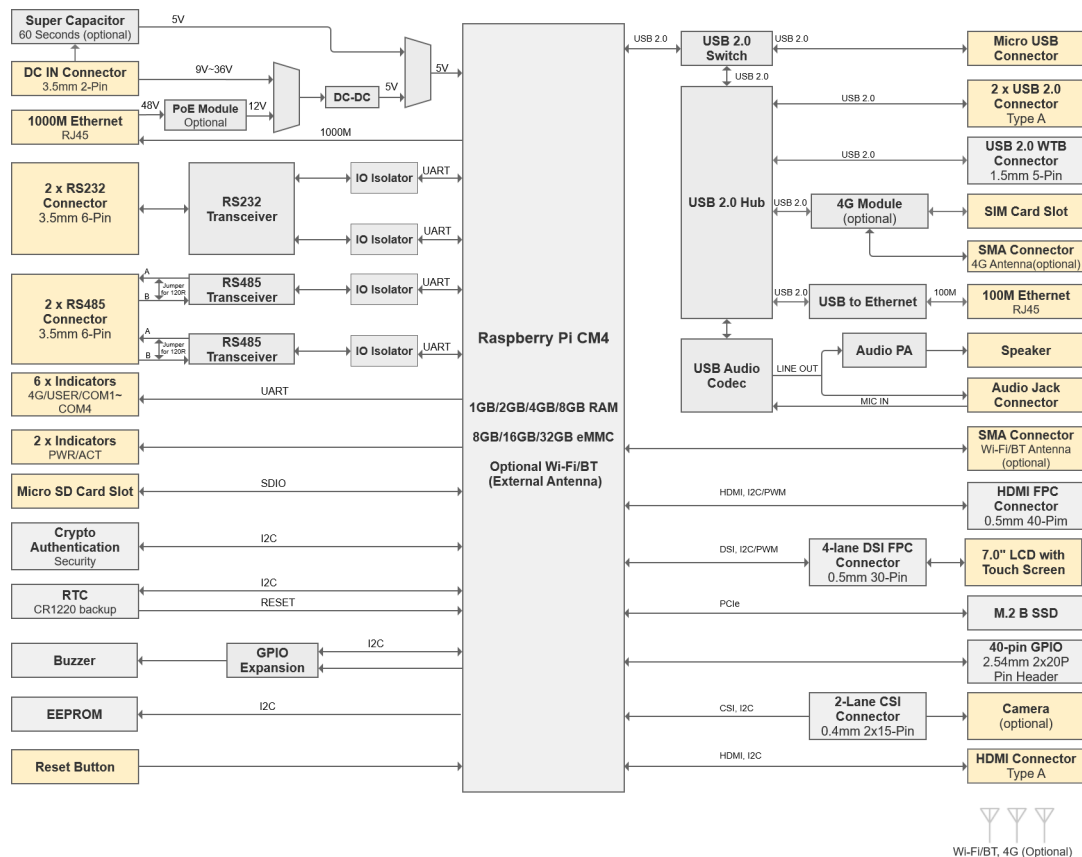 Super Capacitor
60 Seconds (optional)
5V
DC IN Connector
3.5mm 2-Pin
9V~36V
5V
5V
DC-DC
48V
PoE Module
Optional
12V
1000M Ethernet
RJ45
1000M
2 x RS232
Connector
3.5mm 6-Pin
RS232
Transceiver
IO Isolator
UART
IO Isolator
UART
2 x RS485
Connector
3.5mm 6-Pin
A
Jumper
for 120R
B
RS485
Transceiver
IO Isolator
UART
A
Jumper
for 120R
B
RS485
Transceiver
IO Isolator
UART
6 x Indicators
4G/USER/COM1~
COM4
UART
2 x Indicators
PWR/ACT
Micro SD Card Slot
SDIO
Crypto
Authentication
Security
I2C
RTC
CR1220 backup
I2C
RESET
Buzzer
GPIO
Expansion
I2C
EEPROM
I2C
Reset Button
Raspberry Pi CM4
1GB/2GB/4GB/8GB RAM
8GB/16GB/32GB eMMC
Optional Wi-Fi/BT
(External Antenna)
USB 2.0
USB 2.0
Switch
USB 2.0
Micro USB
Connector
USB 2.0
USB 2.0 Hub
USB 2.0
2 x USB 2.0
Connector
Type A
USB 2.0
USB 2.0 WTB
Connector
1.5mm 5-Pin
USB 2.0
4G Module
(optional)
SIM Card Slot
SMA Connector
4G Antenna(optional)
USB 2.0
USB to Ethernet
100M
100M Ethernet
RJ45
USB Audio
Codec
LINE OUT
Audio PA
Speaker
MIC IN
Audio Jack
Connector
SMA Connector
Wi-Fi/BT Antenna
(optional)
HDMI, I2C/PWM
HDMI FPC
Connector
0.5mm 40-Pim
DSI, I2C/PWM
4-lane DSI FPC
Connector
0.5mm 30-Pin
7.0" LCD with
Touch Screen
PCIe
M.2 B SSD
40-pin GPIO
2.54mm 2x20P
Pin Header
CSI, I2C
2-Lane CSI
Connector
0.4mm 2x15-Pin
Camera
(optional)
HDMI, I2C
HDMI Connector
Type A
Wi-Fi/BT, 4G (Optional)